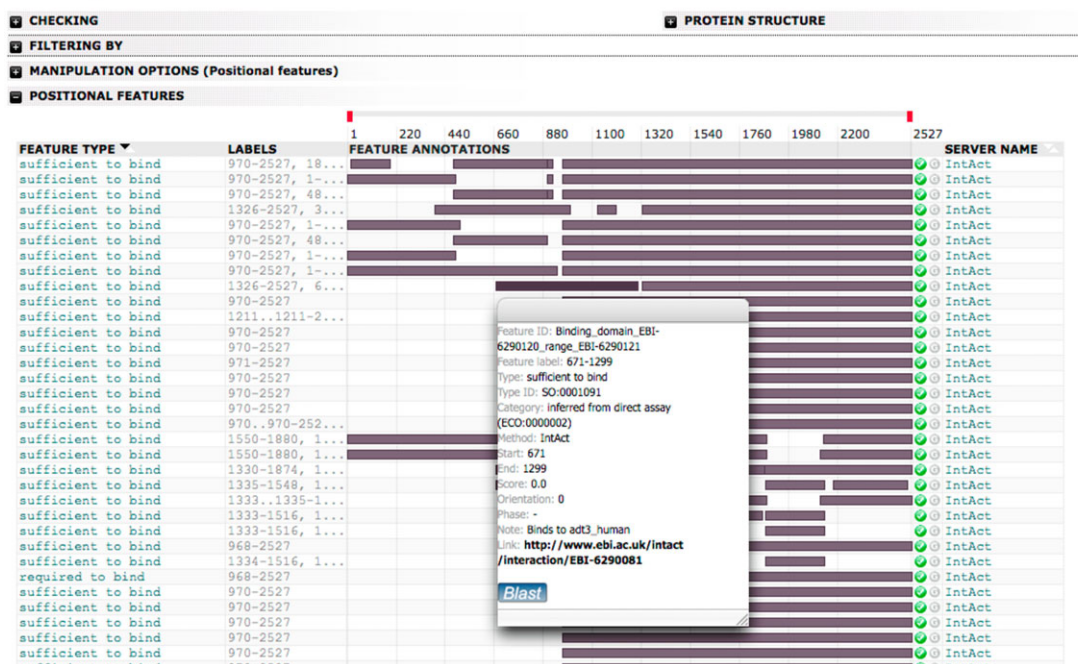 CHECKING PROTEIN STRUCTURE
FILTERING BY
MANIPULATION OPTIONS (Positional features)
POSITIONAL FEATURES
1 220 440 660 880 1100 1320 1540 1760 1980 2200 2527
FEATURE TYPE LABELS FEATURE ANNOTATIONS SERVER NAME
sufficient to bind 970-2527, 18... IntAct
sufficient to bind 970-2527, 1-... IntAct
sufficient to bind 970-2527, 48... IntAct
sufficient to bind 1326-2527, 3... IntAct
sufficient to bind 970-2527, 1-... IntAct
sufficient to bind 970-2527, 48... IntAct
sufficient to bind 970-2527, 1-... IntAct
sufficient to bind 970-2527, 1-... IntAct
sufficient to bind 1326-2527, 6... IntAct
sufficient to bind 970-2527 IntAct
sufficient to bind 1211..1211-2... IntAct
sufficient to bind 970-2527 IntAct
sufficient to bind 970-2527 IntAct
sufficient to bind 971-2527 IntAct
sufficient to bind 970-2527 IntAct
sufficient to bind 970-2527 IntAct
sufficient to bind 970-2527 IntAct
sufficient to bind 970..970-252... IntAct
sufficient to bind 1550-1880, 1... IntAct
sufficient to bind 1550-1880, 1... IntAct
sufficient to bind 1330-1874, 1... IntAct
sufficient to bind 1335-1548, 1... IntAct
sufficient to bind 1333..1335-1... IntAct
sufficient to bind 1333-1516, 1... IntAct
sufficient to bind 1333-1516, 1... IntAct
sufficient to bind 968-2527 IntAct
sufficient to bind 1334-1516, 1... IntAct
required to bind 968-2527 IntAct
sufficient to bind 970-2527 IntAct
sufficient to bind 970-2527 IntAct
sufficient to bind 970-2527 IntAct
sufficient to bind 970-2527 IntAct
sufficient to bind 970-2527 IntAct
Feature ID: Binding_domain_EBI-
6290120_range_EBI-6290121
Feature label: 671-1299
Type: sufficient to bind
Type ID: SO:0001091
Category: inferred from direct assay
(ECO:0000002)
Method: IntAct
Start: 671
End: 1299
Score: 0.0
Orientation: 0
Phase: -
Note: Binds to adt3_human
Link: http://www.ebi.ac.uk/intact
/interaction/EBI-6290081
Blast